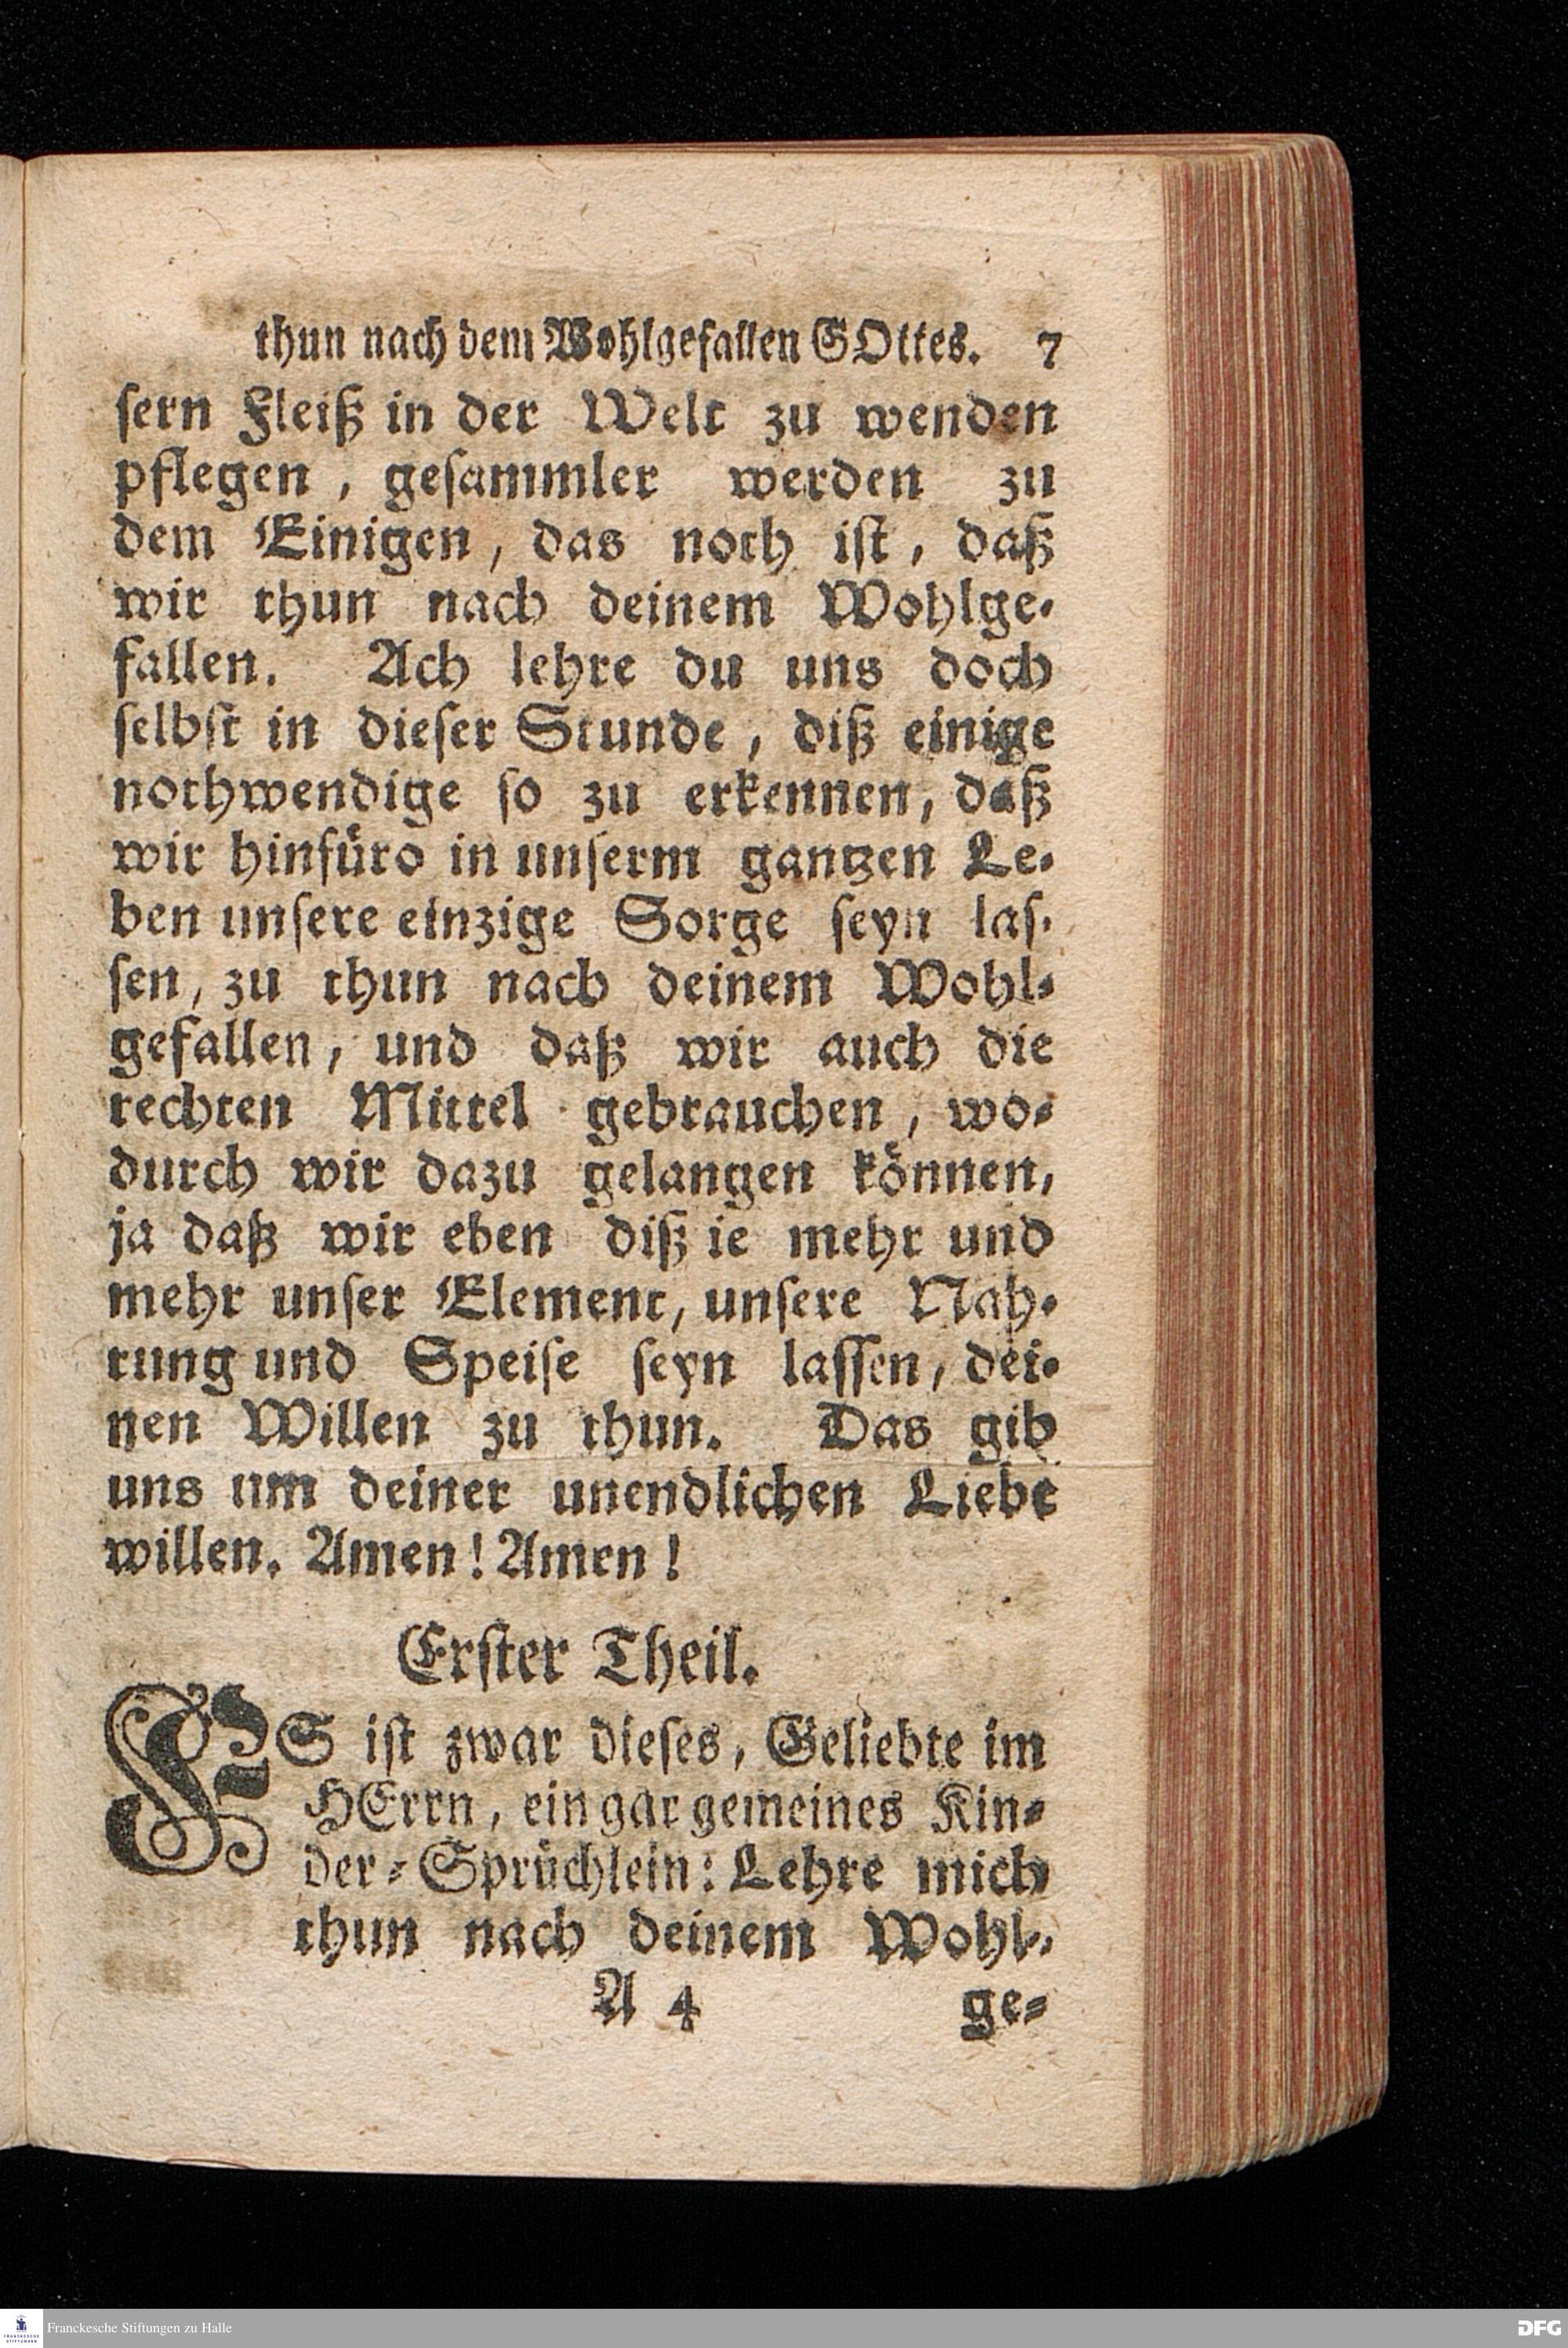 thun nach dem Wohlgefallen GOttes. 7
ſern Fleiß in der Welt zu wenden
pflegen, geſammlet werden zu
dem Einigen, das noth iſt, daß
wir thun nach deinem Wohlge-
fallen. Ach lehre du uns doch
ſelbſt in dieſer Stunde, diß einige
nothwendige ſo zu erkennen, daß
wir hinfüro in unſerm gantzen Le-
ben unſere einzige Sorge ſeyn laſ-
ſen, zu thun nach deinem Wohl-
gefallen, und daß wir auch die
rechten Mittel gebrauchen, wo-
durch wir dazu gelangen können,
ja daß wir eben diß ie mehr und
mehr unſer Element, unſere Nah-
rung und Speiſe ſeyn laſſen, dei-
nen Willen zu thun. Das gib
uns um deiner unendlichen Liebe
willen. Amen! Amen!
Erſter Theil.
ES iſt zwar dieſes, Geliebte im
HErrn, ein gar gemeines Kin-
der-Sprüchlein: Lehre mich
thun nach deinem Wohl-
A 4 ge-
FRANCKESCHE STIFTUNGEN
Franckesche Stiftungen zu Halle
DFG